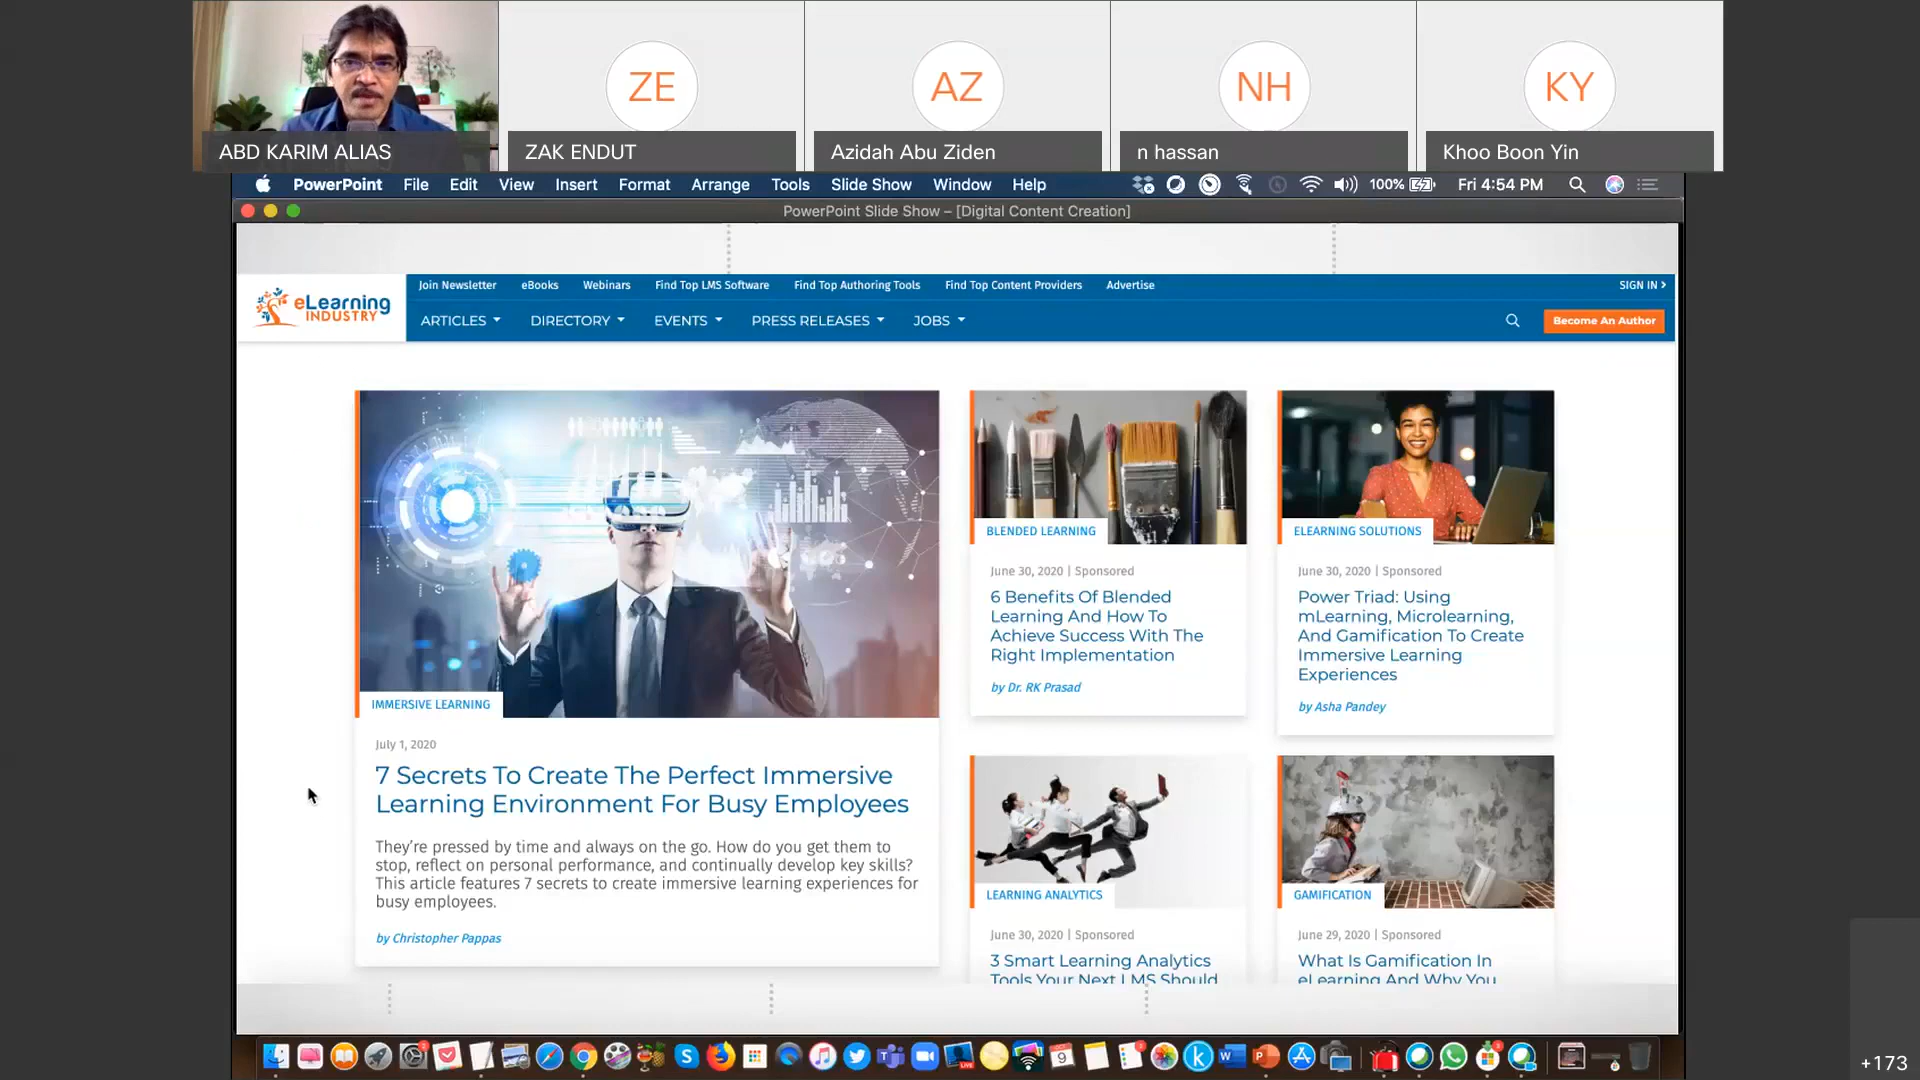 ZE
AZ
NH
KY
ABD KARIM ALIAS
ZAK ENDUT
Azidah Abu Ziden
n hassan
Khoo Boon Yin
PowerPoint File Edit View Insert Format Arrange Tools Slide Show Window Help 100% Fri 4:54 PM
PowerPoint Slide Show – [Digital Content Creation]
eLearning
INDUSTRY
Join Newsletter eBooks Webinars Find Top LMS Software Find Top Authoring Tools Find Top Content Providers Advertise SIGN IN
ARTICLES DIRECTORY EVENTS PRESS RELEASES JOBS Become An Author
IMMERSIVE LEARNING
July 1, 2020
7 Secrets To Create The Perfect Immersive
Learning Environment For Busy Employees
They're pressed by time and always on the go. How do you get them to
stop, reflect on personal performance, and continually develop key skills?
This article features 7 secrets to create immersive learning experiences for
busy employees.
by Christopher Pappas
BLENDED LEARNING
June 30, 2020 | Sponsored
6 Benefits Of Blended
Learning And How To
Achieve Success With The
Right Implementation
by Dr. RK Prasad
ELEARNING SOLUTIONS
June 30, 2020 | Sponsored
Power Triad: Using
mLearning, Microlearning,
And Gamification To Create
Immersive Learning
Experiences
by Asha Pandey
LEARNING ANALYTICS
June 30, 2020 | Sponsored
3 Smart Learning Analytics
Tools Your Next LMS Should
GAMIFICATION
June 29, 2020 | Sponsored
What Is Gamification In
eLearning And Why You
9
+173